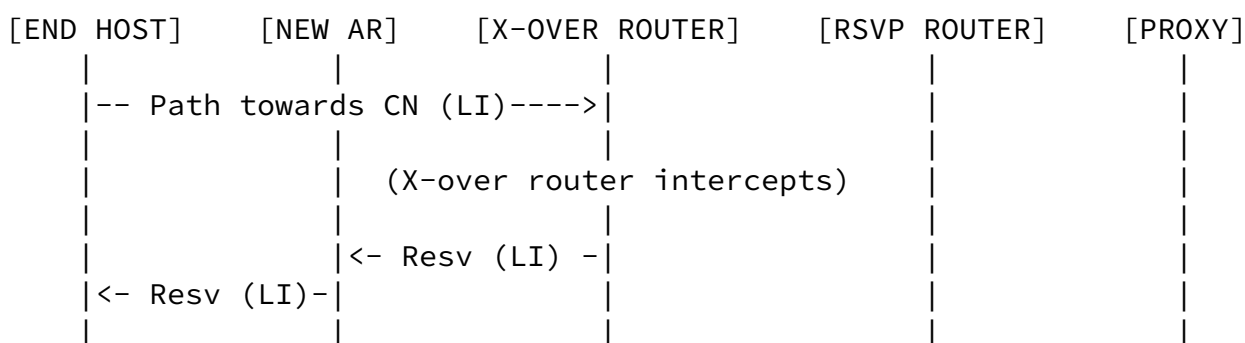 [END HOST]    [NEW AR]    [X-OVER ROUTER]    [RSVP ROUTER]    [PROXY]
|-- Path towards CN (LI)---->|
(X-over router intercepts)
|<- Resv (LI) -|
|<- Resv (LI)-|